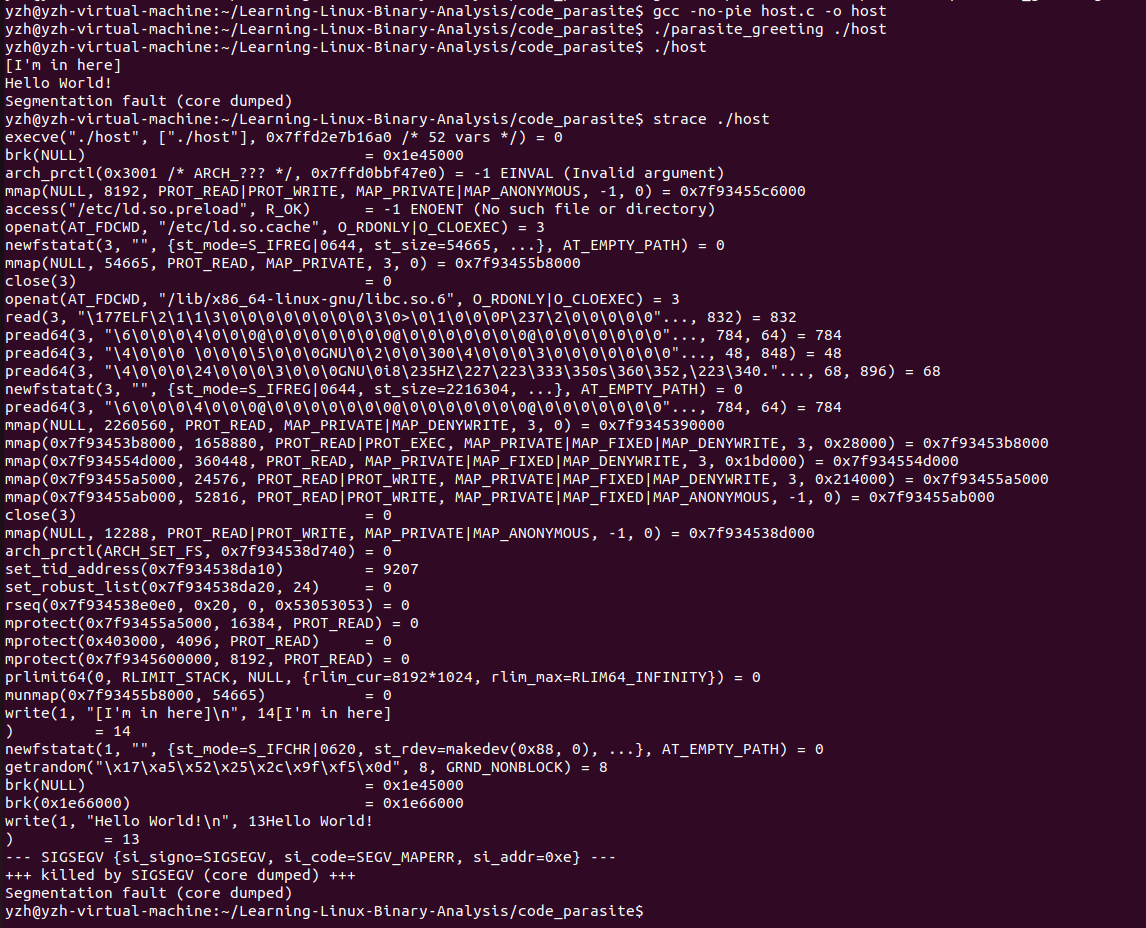 yzh@yzh-virtual-machine:~/Learning-Linux-Binary-Analysis/code_parasite$ gcc -no-pie host.c -o host
yzh@yzh-virtual-machine:~/Learning-Linux-Binary-Analysis/code_parasite$ ./parasite_greeting ./host
yzh@yzh-virtual-machine:~/Learning-Linux-Binary-Analysis/code_parasite$ ./host
[I'm in here]
Hello World!
Segmentation fault (core dumped)
yzh@yzh-virtual-machine:~/Learning-Linux-Binary-Analysis/code_parasite$ strace ./host
execve("./host", ["./host"], 0x7ffd2e7b16a0 /* 52 vars */) = 0
brk(NULL)                               = 0x1e45000
arch_prctl(0x3001 /* ARCH_??? */, 0x7ffd0bbf47e0) = -1 EINVAL (Invalid argument)
mmap(NULL, 8192, PROT_READ|PROT_WRITE, MAP_PRIVATE|MAP_ANONYMOUS, -1, 0) = 0x7f93455c6000
access("/etc/ld.so.preload", R_OK)      = -1 ENOENT (No such file or directory)
openat(AT_FDCWD, "/etc/ld.so.cache", O_RDONLY|O_CLOEXEC) = 3
newfstatat(3, "", {st_mode=S_IFREG|0644, st_size=54665, ...}, AT_EMPTY_PATH) = 0
mmap(NULL, 54665, PROT_READ, MAP_PRIVATE, 3, 0) = 0x7f93455b8000
close(3)                                = 0
openat(AT_FDCWD, "/lib/x86_64-linux-gnu/libc.so.6", O_RDONLY|O_CLOEXEC) = 3
read(3, "\177ELF\2\1\1\3\0\0\0\0\0\0\0\0\3\0>\0\1\0\0\0P\237\2\0\0\0\0\0"..., 832) = 832
pread64(3, "\6\0\0\0\4\0\0\0@\0\0\0\0\0\0\0@\0\0\0\0\0\0\0@\0\0\0\0\0\0\0"..., 784, 64) = 784
pread64(3, "\4\0\0\0 \0\0\0\5\0\0\0GNU\0\2\0\0\300\4\0\0\0\3\0\0\0\0\0\0\0"..., 48, 848) = 48
pread64(3, "\4\0\0\0\24\0\0\0\3\0\0\0GNU\0i8\235HZ\227\223\333\350s\360\352,\223\340."..., 68, 896) = 68
newfstatat(3, "", {st_mode=S_IFREG|0644, st_size=2216304, ...}, AT_EMPTY_PATH) = 0
pread64(3, "\6\0\0\0\4\0\0\0@\0\0\0\0\0\0\0@\0\0\0\0\0\0\0@\0\0\0\0\0\0\0"..., 784, 64) = 784
mmap(NULL, 2260560, PROT_READ, MAP_PRIVATE|MAP_DENYWRITE, 3, 0) = 0x7f9345390000
mmap(0x7f93453b8000, 1658880, PROT_READ|PROT_EXEC, MAP_PRIVATE|MAP_FIXED|MAP_DENYWRITE, 3, 0x28000) = 0x7f93453b8000
mmap(0x7f934554d000, 360448, PROT_READ, MAP_PRIVATE|MAP_FIXED|MAP_DENYWRITE, 3, 0x1bd000) = 0x7f934554d000
mmap(0x7f93455a5000, 24576, PROT_READ|PROT_WRITE, MAP_PRIVATE|MAP_FIXED|MAP_DENYWRITE, 3, 0x214000) = 0x7f93455a5000
mmap(0x7f93455ab000, 52816, PROT_READ|PROT_WRITE, MAP_PRIVATE|MAP_FIXED|MAP_ANONYMOUS, -1, 0) = 0x7f93455ab000
close(3)                                = 0
mmap(NULL, 12288, PROT_READ|PROT_WRITE, MAP_PRIVATE|MAP_ANONYMOUS, -1, 0) = 0x7f934538d000
arch_prctl(ARCH_SET_FS, 0x7f934538d740) = 0
set_tid_address(0x7f934538da10)         = 9207
set_robust_list(0x7f934538da20, 24)     = 0
rseq(0x7f934538e0e0, 0x20, 0, 0x53053053) = 0
mprotect(0x7f93455a5000, 16384, PROT_READ) = 0
mprotect(0x403000, 4096, PROT_READ)     = 0
mprotect(0x7f9345600000, 8192, PROT_READ) = 0
prlimit64(0, RLIMIT_STACK, NULL, {rlim_cur=8192*1024, rlim_max=RLIM64_INFINITY}) = 0
munmap(0x7f93455b8000, 54665)           = 0
write(1, "[I'm in here]\n", 14[I'm in here]
)         = 14
newfstatat(1, "", {st_mode=S_IFCHR|0620, st_rdev=makedev(0x88, 0), ...}, AT_EMPTY_PATH) = 0
getrandom("\x17\xa5\x52\x25\x2c\x9f\xf5\x0d", 8, GRND_NONBLOCK) = 8
brk(NULL)                               = 0x1e45000
brk(0x1e66000)                          = 0x1e66000
write(1, "Hello World!\n", 13Hello World!
)          = 13
--- SIGSEGV {si_signo=SIGSEGV, si_code=SEGV_MAPERR, si_addr=0xe} ---
+++ killed by SIGSEGV (core dumped) +++
Segmentation fault (core dumped)
yzh@yzh-virtual-machine:~/Learning-Linux-Binary-Analysis/code_parasite$